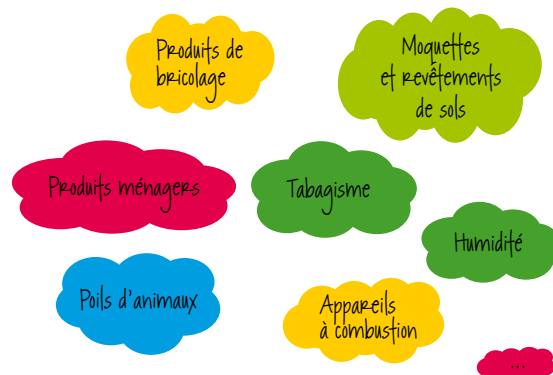 Produits de
bricolage
Moquettes
et revêtements
de sols
Produits ménagers
Tabagisme
Humidité
Poils d'animaux
Appareils
à combustion
...